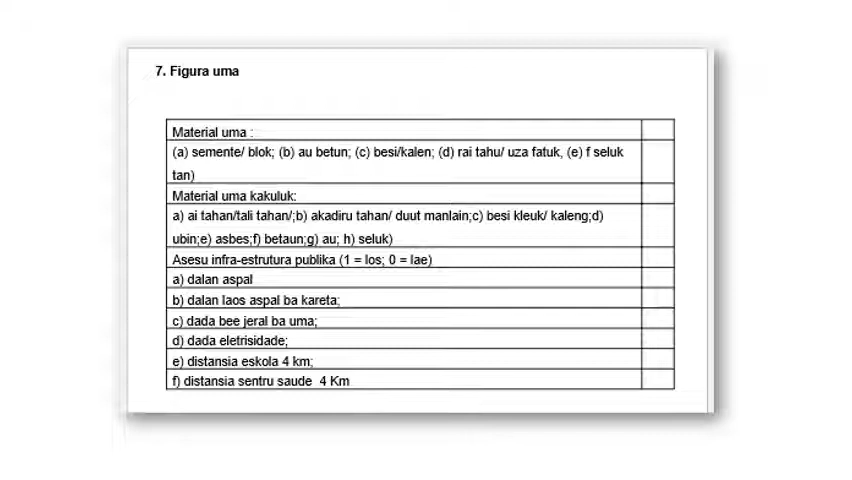 7. Figura uma
Material uma :
(a) semente/ blok; (b) au betun; (c) besi/kalen; (d) rai tahu/ uza fatuk, (e) f seluk
tan)
Material uma kakuluk:
a) ai tahan/tali tahan/;b) akadiru tahan/ duut manlain;c) besi kleuk/ kaleng;d)
ubin;e) asbes;f) betaun;g) au; h) seluk)
Asesu infra-estrutura publika (1 = los; 0 = lae)
a) dalan aspal
b) dalan laos aspal ba kareta;
c) dada bee jeral ba uma;
d) dada eletrisidade;
e) distansia eskola 4 km;
f) distansia sentru saude  4 Km